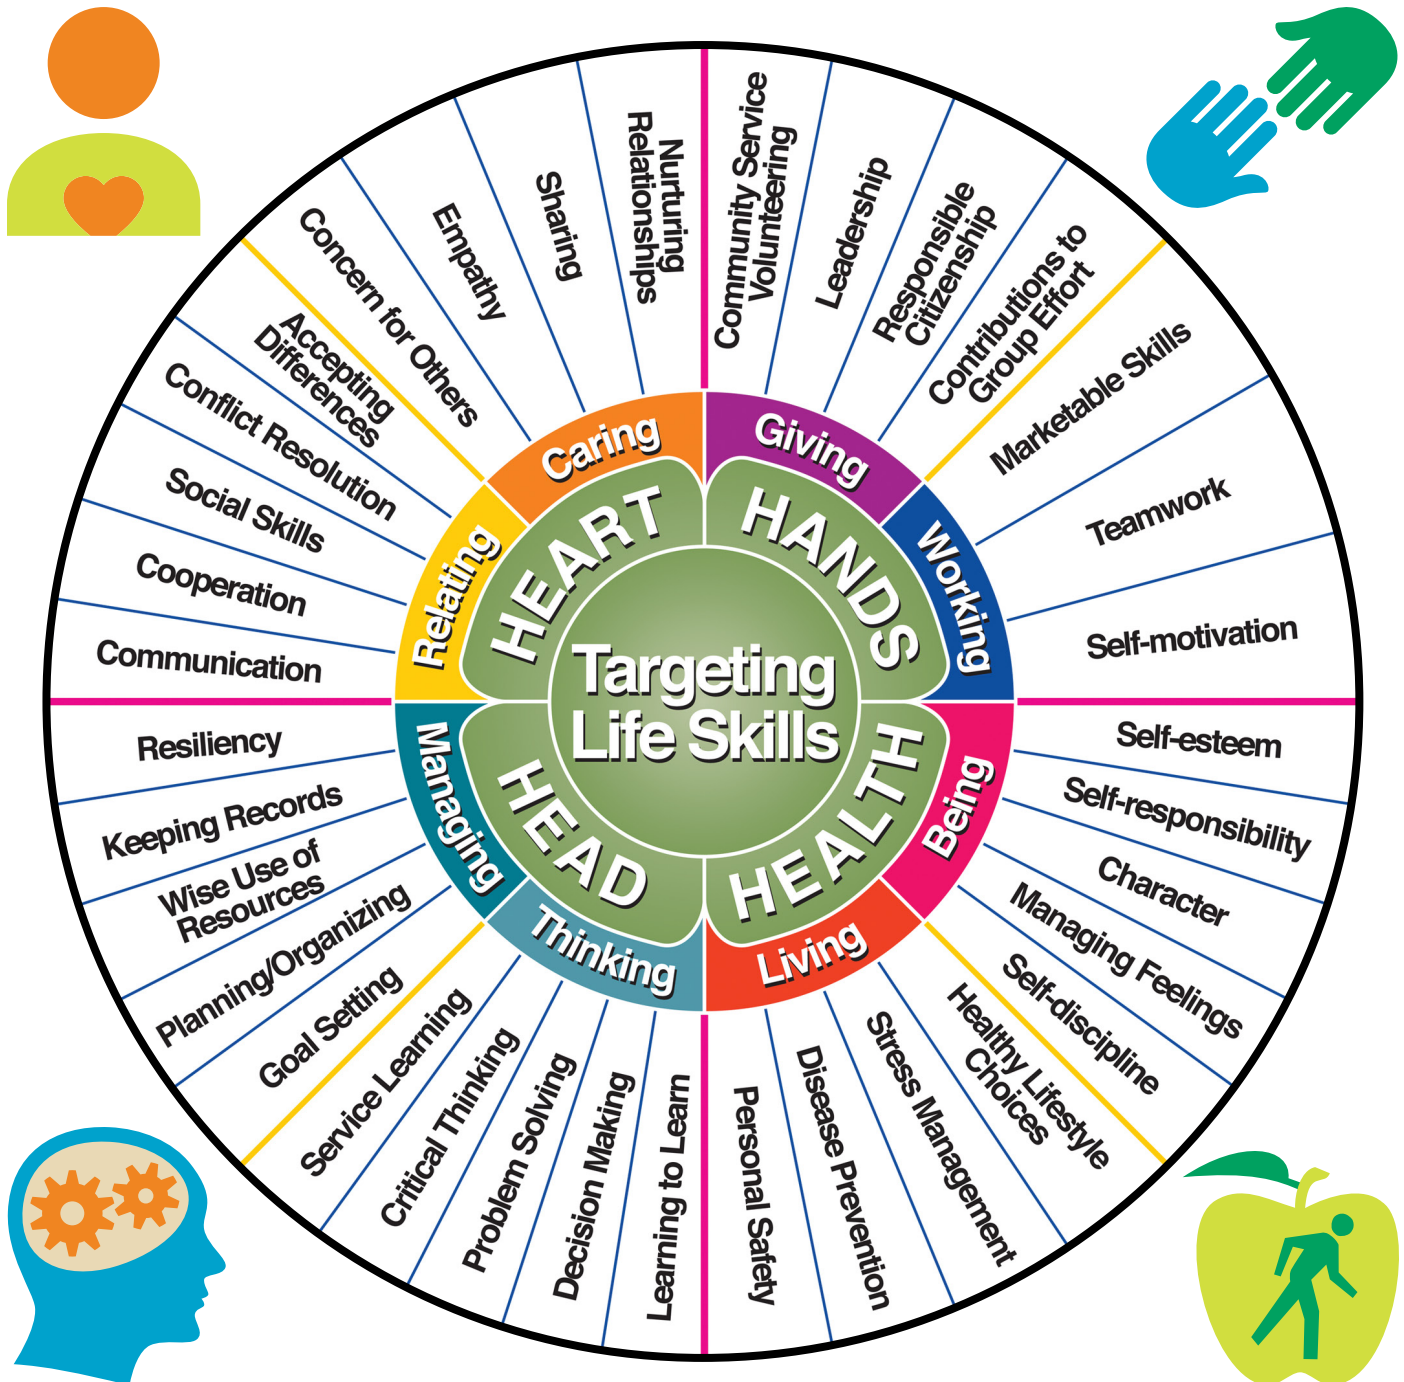 Targeting
Life Skills
HEART
HANDS
HEALTH
HEAD
Caring
Giving
Working
Being
Living
Thinking
Managing
Relating
Community Service
Volunteering
Leadership
Responsible
Citizenship
Contributions to
Group Effort
Marketable Skills
Teamwork
Self-motivation
Self-esteem
Self-responsibility
Character
Managing Feelings
Self-discipline
Healthy Lifestyle
Choices
Stress Management
Disease Prevention
Personal Safety
Learning to Learn
Decision Making
Problem Solving
Critical Thinking
Service Learning
Goal Setting
Planning/Organizing
Wise Use of
Resources
Keeping Records
Resiliency
Communication
Cooperation
Social Skills
Conflict Resolution
Accepting
Differences
Concern for Others
Empathy
Sharing
Nurturing
Relationships